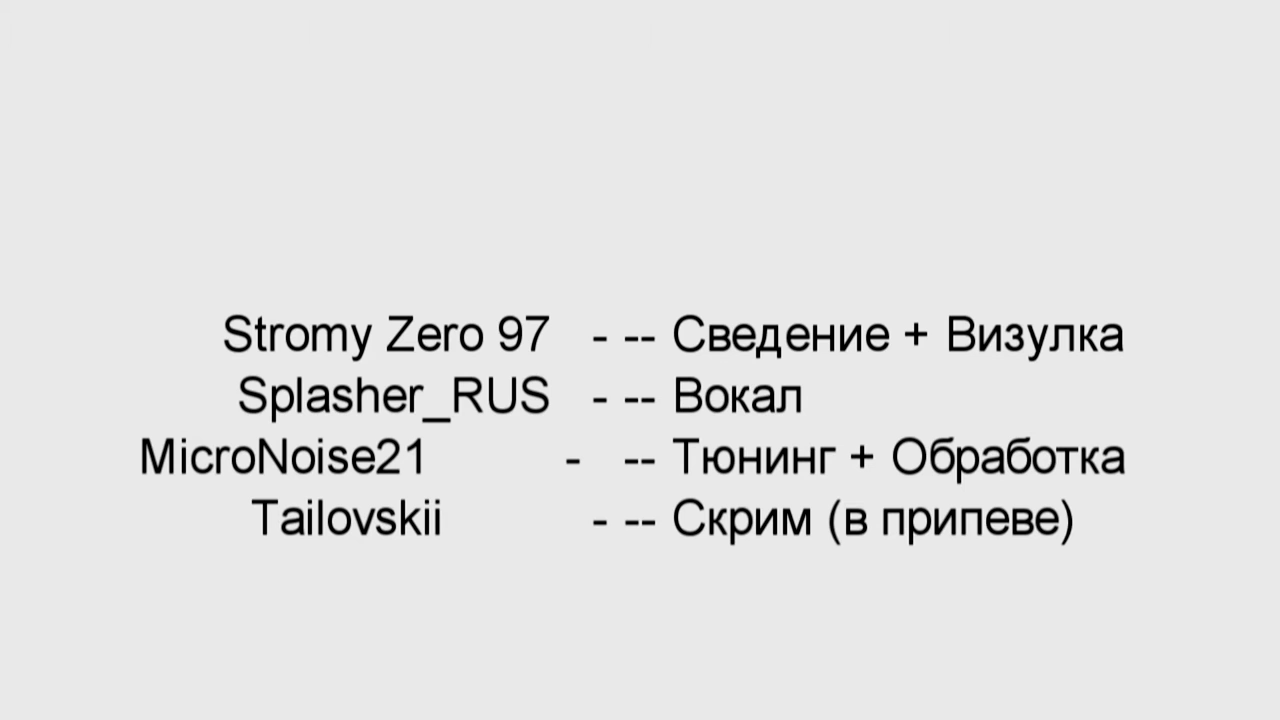 Stromy Zero 97 - -- Сведение + Визулка
Splasher_RUS - -- Вокал
MicroNoise21 - -- Тюнинг + Обработка
Tailovskii - -- Скрим (в припеве)